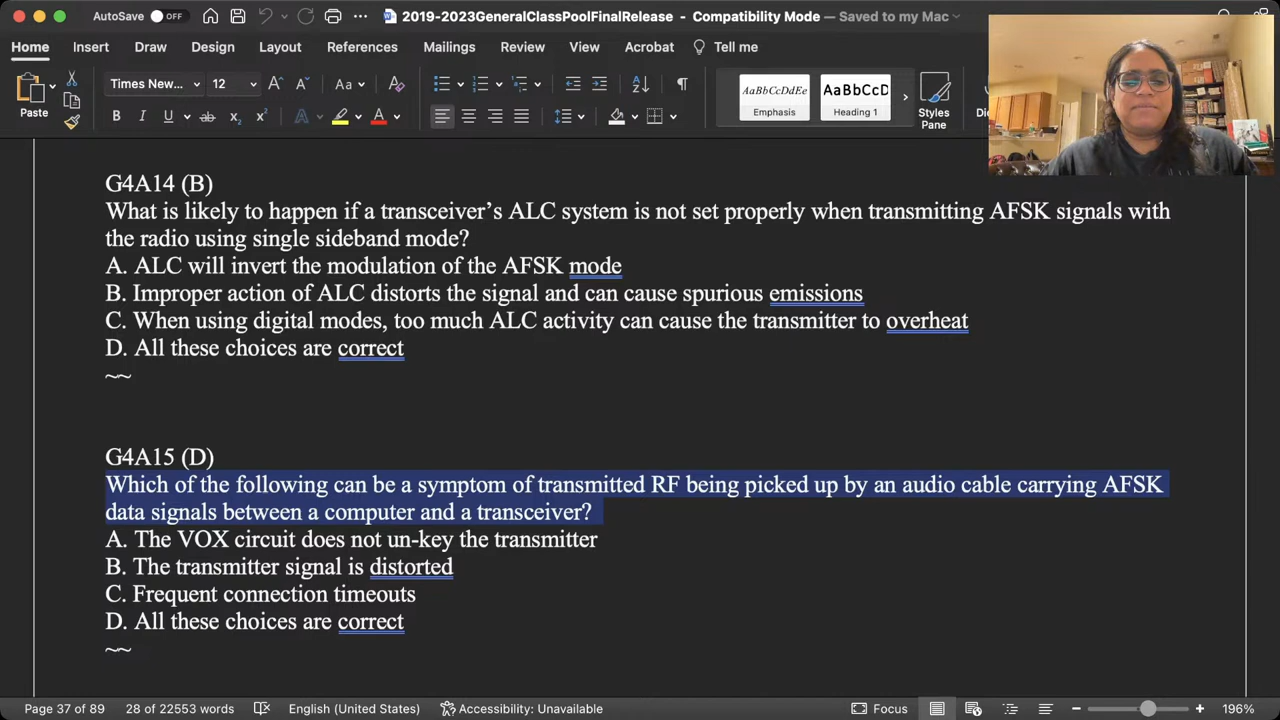 AutoSave OFF 2019-2023GeneralClassPoolFinalRelease - Compatibility Mode — Saved to my Mac
Home Insert Draw Design Layout References Mailings Review View Acrobat Tell me
Paste Times New... 12 Aa AaBbCcDdEe AaBbCcD
B I U ab x₂ x² A A Emphasis Heading 1 Styles Pane
G4A14 (B)
What is likely to happen if a transceiver’s ALC system is not set properly when transmitting AFSK signals with
the radio using single sideband mode?
A. ALC will invert the modulation of the AFSK mode
B. Improper action of ALC distorts the signal and can cause spurious emissions
C. When using digital modes, too much ALC activity can cause the transmitter to overheat
D. All these choices are correct
~~
G4A15 (D)
Which of the following can be a symptom of transmitted RF being picked up by an audio cable carrying AFSK
data signals between a computer and a transceiver?
A. The VOX circuit does not un-key the transmitter
B. The transmitter signal is distorted
C. Frequent connection timeouts
D. All these choices are correct
~~
Page 37 of 89 28 of 22553 words English (United States) Accessibility: Unavailable Focus 196%